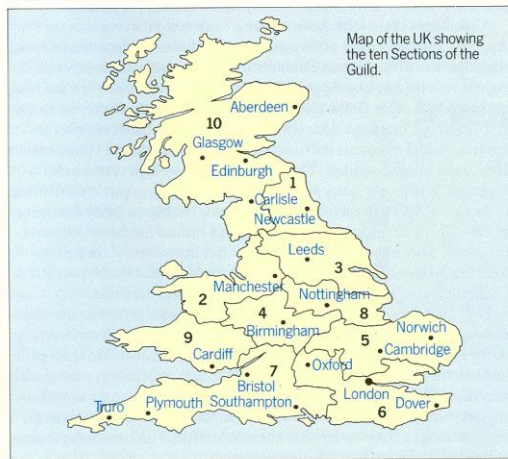 Map of the UK showing
the ten Sections of the
Guild.
Aberdeen
10
Glasgow
Edinburgh
1
Carlisle
Newcastle
Leeds
3
Manchester
Nottingham
2
4
8
Birmingham
Norwich
9
5
Cambridge
Cardiff
7
Oxford
Bristol
London
Truro
Plymouth
Southampton
Dover
6